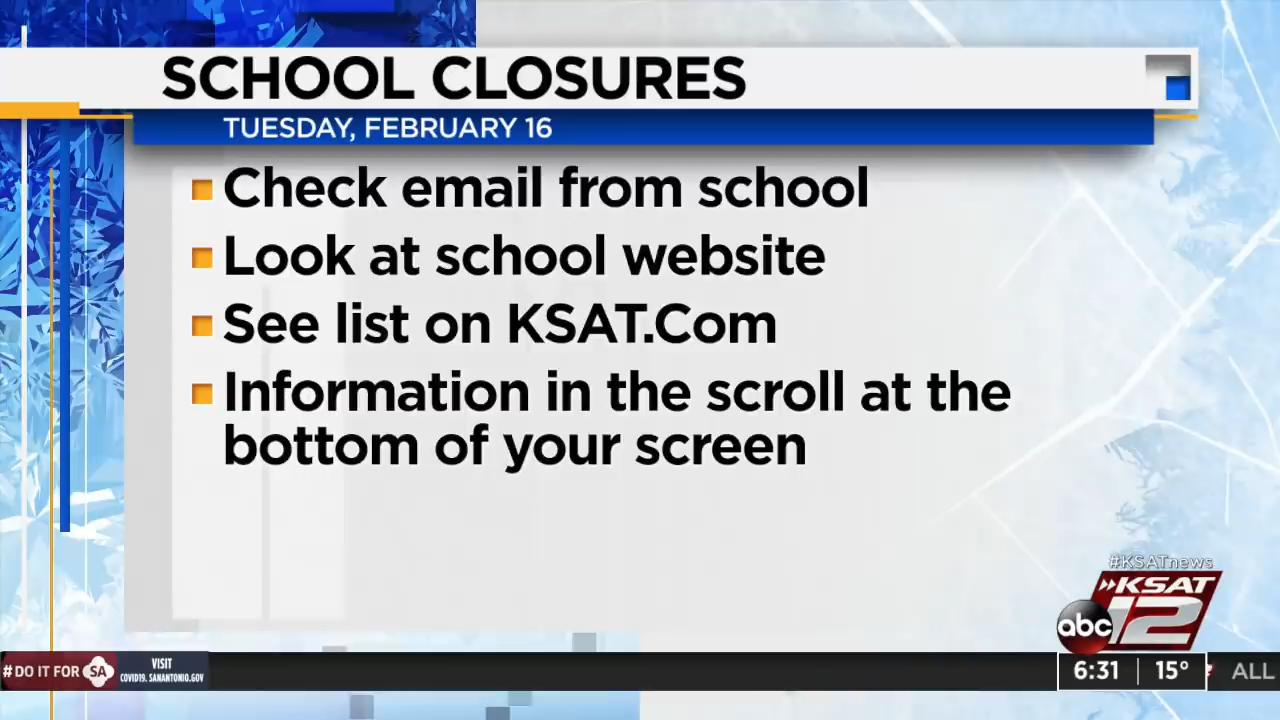 SCHOOL CLOSURES
TUESDAY, FEBRUARY 16
Check email from school
Look at school website
See list on KSAT.Com
Information in the scroll at the
bottom of your screen
#KSATnews
KSAT
abc 12
#DO IT FOR SA
VISIT
COVID19.SANANTONIO.GOV
6:31 15° ALL